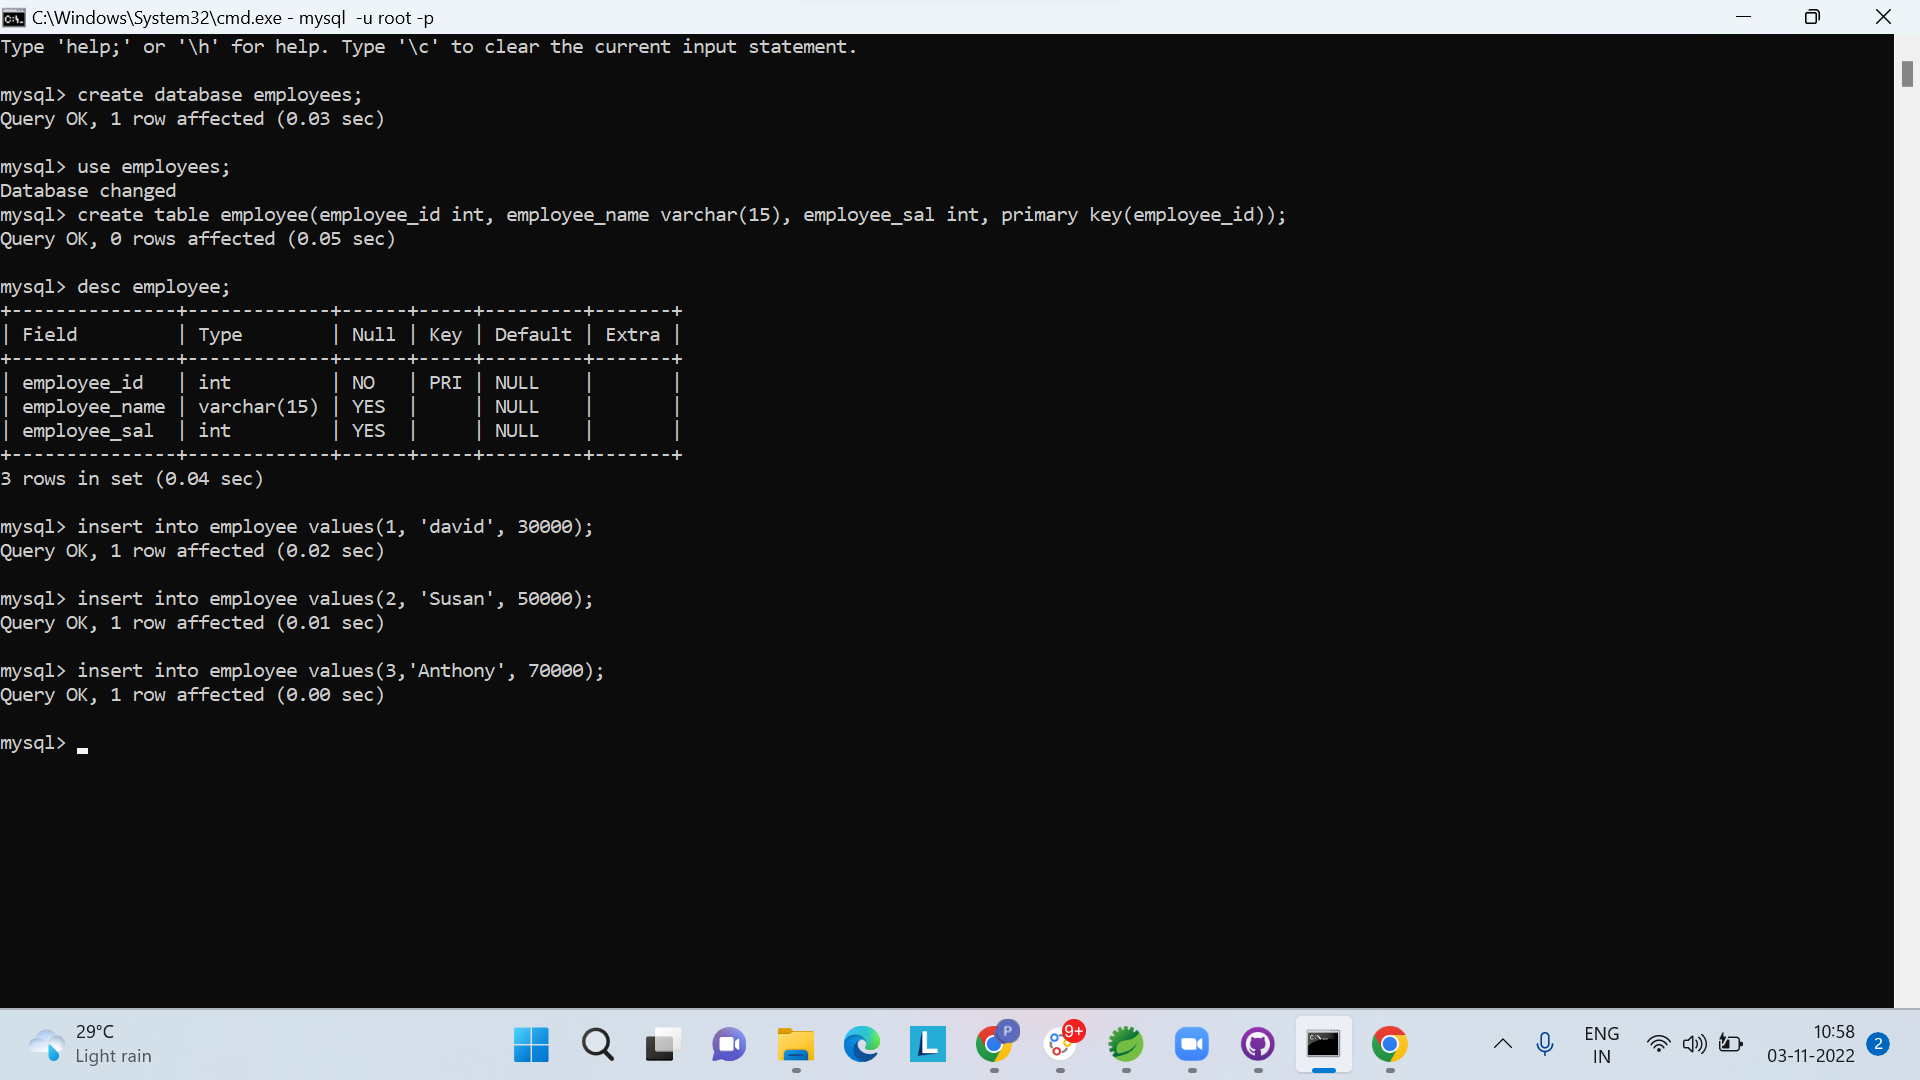 C:\Windows\System32\cmd.exe - mysql  -u root -p
Type 'help;' or '\h' for help. Type '\c' to clear the current input statement.
mysql> create database employees;
Query OK, 1 row affected (0.03 sec)
mysql> use employees;
Database changed
mysql> create table employee(employee_id int, employee_name varchar(15), employee_sal int, primary key(employee_id));
Query OK, 0 rows affected (0.05 sec)
mysql> desc employee;
+---------------+-------------+------+-----+---------+-------+
| Field         | Type        | Null | Key | Default | Extra |
+---------------+-------------+------+-----+---------+-------+
| employee_id   | int         | NO   | PRI | NULL    |       |
| employee_name | varchar(15) | YES  |     | NULL    |       |
| employee_sal  | int         | YES  |     | NULL    |       |
+---------------+-------------+------+-----+---------+-------+
3 rows in set (0.04 sec)
mysql> insert into employee values(1, 'david', 30000);
Query OK, 1 row affected (0.02 sec)
mysql> insert into employee values(2, 'Susan', 50000);
Query OK, 1 row affected (0.01 sec)
mysql> insert into employee values(3,'Anthony', 70000);
Query OK, 1 row affected (0.00 sec)
mysql>
29°C
Light rain
L
P
9+
ENG
IN
10:58
03-11-2022
2